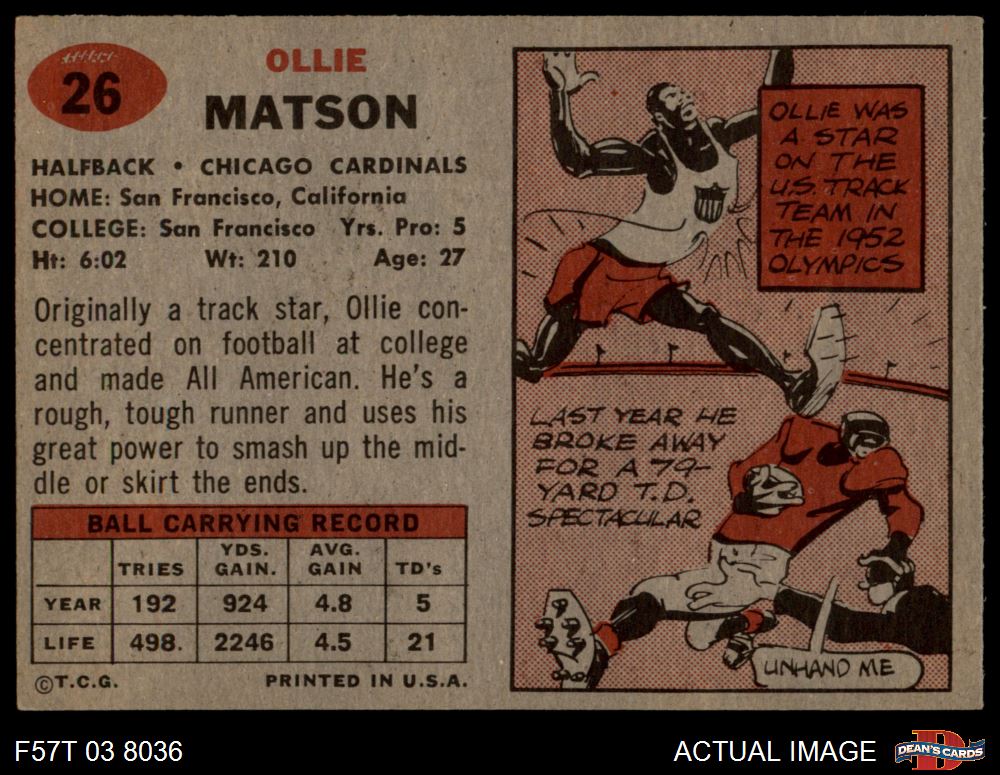 26
OLLIE
MATSON
HALFBACK • CHICAGO CARDINALS
HOME: San Francisco, California
COLLEGE: San Francisco Yrs. Pro: 5
Ht: 6:02 Wt: 210 Age: 27
Originally a track star, Ollie con-
centrated on football at college
and made All American. He's a
rough, tough runner and uses his
great power to smash up the mid-
dle or skirt the ends.
BALL CARRYING RECORD
TRIES YDS. GAIN. AVG. GAIN TD's
YEAR 192 924 4.8 5
LIFE 498. 2246 4.5 21
©T.C.G. PRINTED IN U.S.A.
OLLIE WAS
A STAR
ON THE
U.S. TRACK
TEAM IN
THE 1952
OLYMPICS
LAST YEAR HE
BROKE AWAY
FOR A 79-
YARD T.D.
SPECTACULAR
UNHAND ME
F57T 03 8036
ACTUAL IMAGE
DEAN'S CARDS